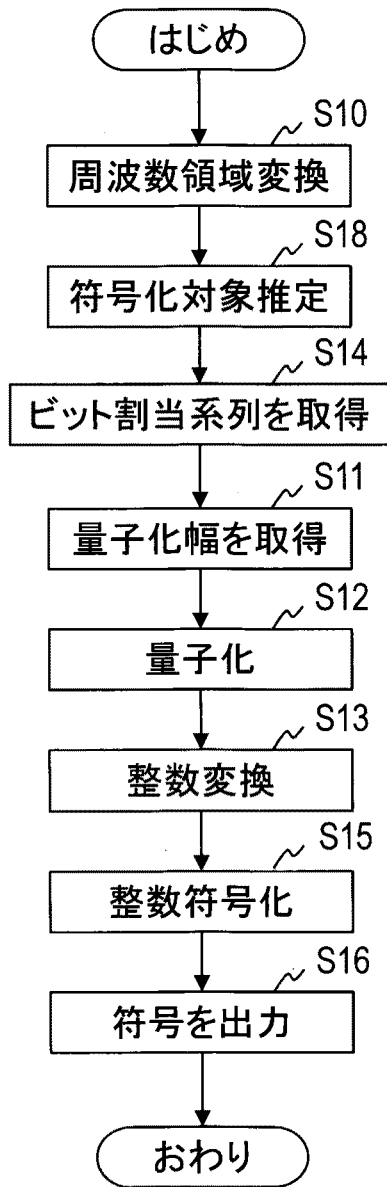 はじめ
S10
周波数領域変換
S18
符号化対象推定
S14
ビット割当系列を取得
S11
量子化幅を取得
S12
量子化
S13
整数変換
S15
整数符号化
S16
符号を出力
おわり